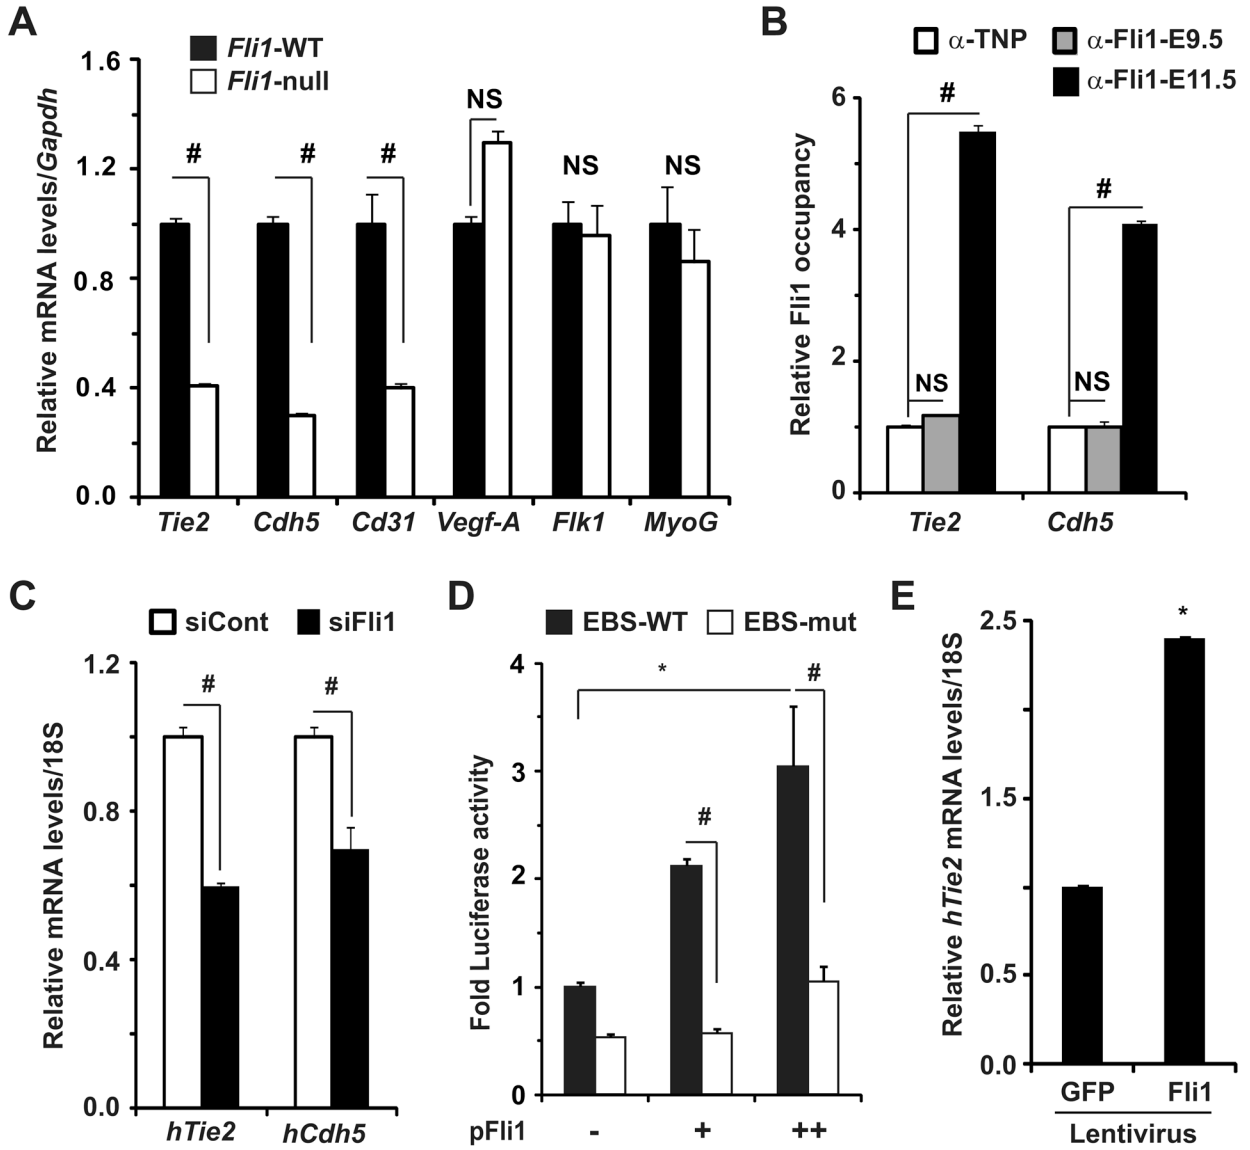 A
Fli1-WT
Fli1-null
Relative mRNA levels/Gapdh
1.6
1.2
0.8
0.4
0.0
#
#
#
NS
NS
NS
Tie2 Cdh5 Cd31 Vegf-A Flk1 MyoG
B
α-TNP α-Fli1-E9.5
α-Fli1-E11.5
Relative Fli1 occupancy
6
4
2
0
#
NS
#
NS
Tie2 Cdh5
C
siCont siFli1
Relative mRNA levels/18S
1.2
0.8
0.4
0.0
#
#
hTie2 hCdh5
D
EBS-WT EBS-mut
Fold Luciferase activity
4
3
2
1
0
*
#
#
pFli1 - + ++
E
Relative hTie2 mRNA levels/18S
2.5
1.5
0.5
0.0
*
GFP Fli1
Lentivirus